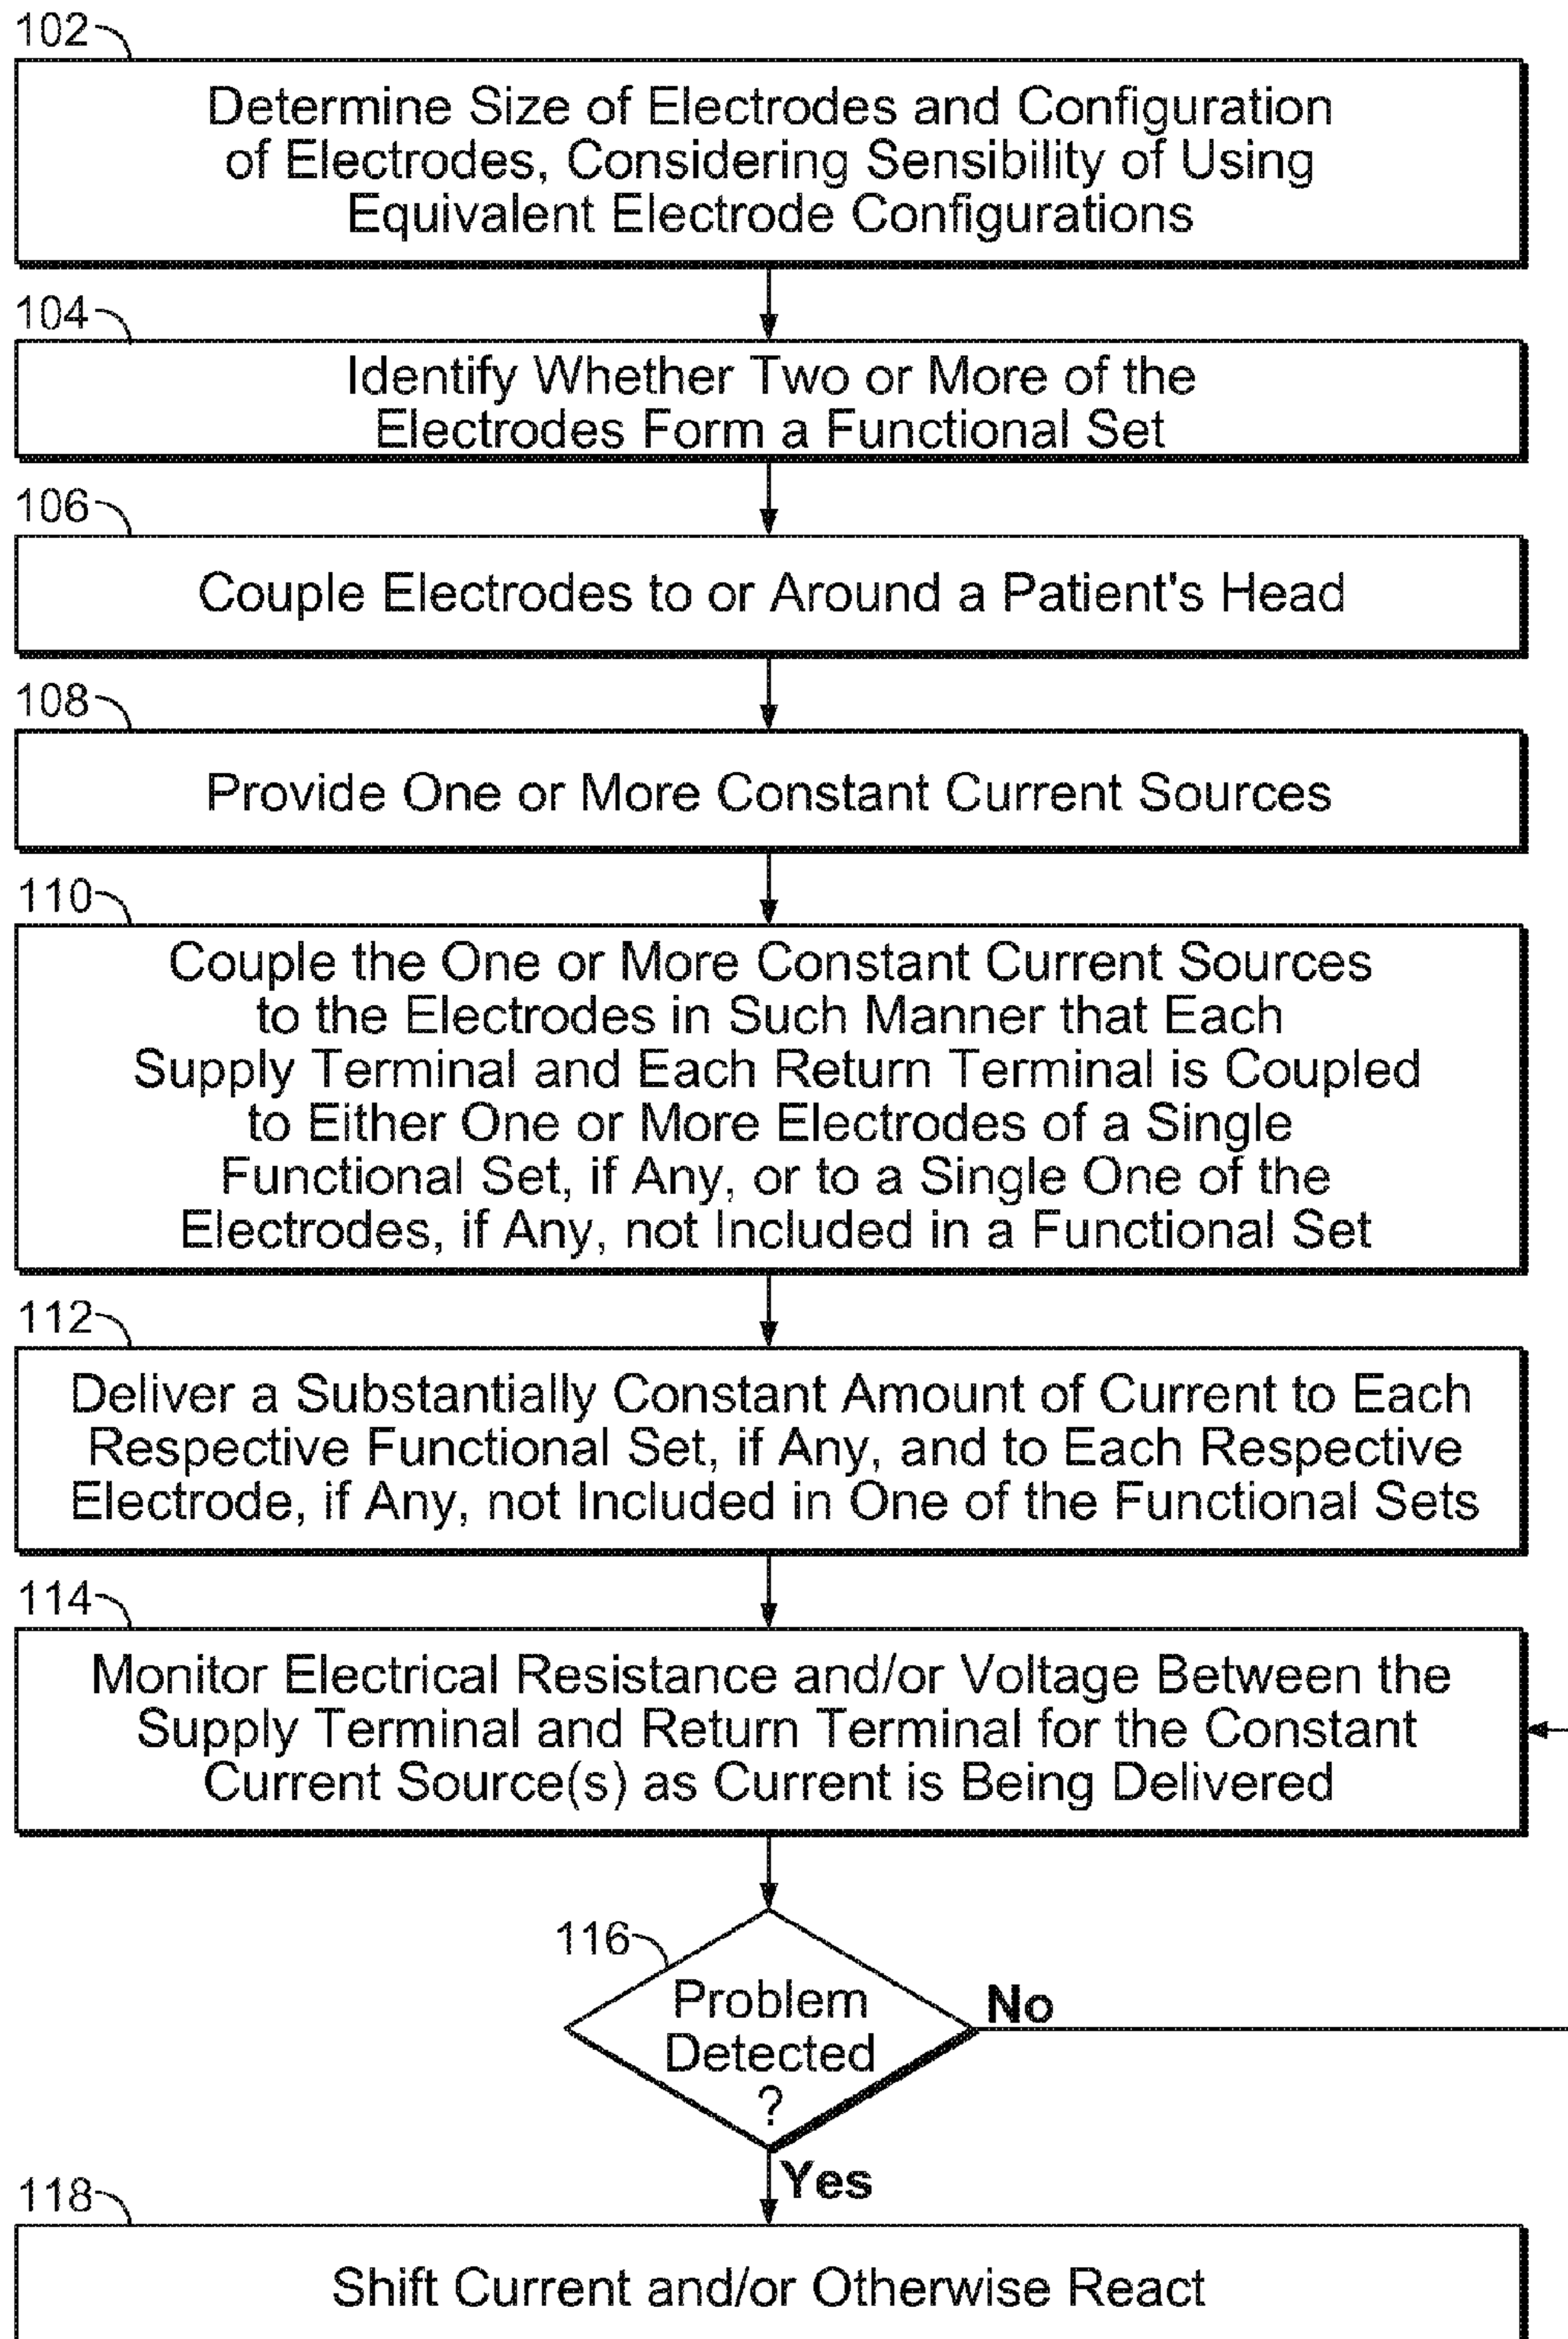 102
Determine Size of Electrodes and Configuration
of Electrodes, Considering Sensibility of Using
Equivalent Electrode Configurations
104
Identify Whether Two or More of the
Electrodes Form a Functional Set
106
Couple Electrodes to or Around a Patient's Head
108
Provide One or More Constant Current Sources
110
Couple the One or More Constant Current Sources
to the Electrodes in Such Manner that Each
Supply Terminal and Each Return Terminal is Coupled
to Either One or More Electrodes of a Single
Functional Set, if Any, or to a Single One of the
Electrodes, if Any, not Included in a Functional Set
112
Deliver a Substantially Constant Amount of Current to Each
Respective Functional Set, if Any, and to Each Respective
Electrode, if Any, not Included in One of the Functional Sets
114
Monitor Electrical Resistance and/or Voltage Between the
Supply Terminal and Return Terminal for the Constant
Current Source(s) as Current is Being Delivered
116
Problem
Detected
?
No
Yes
118
Shift Current and/or Otherwise React